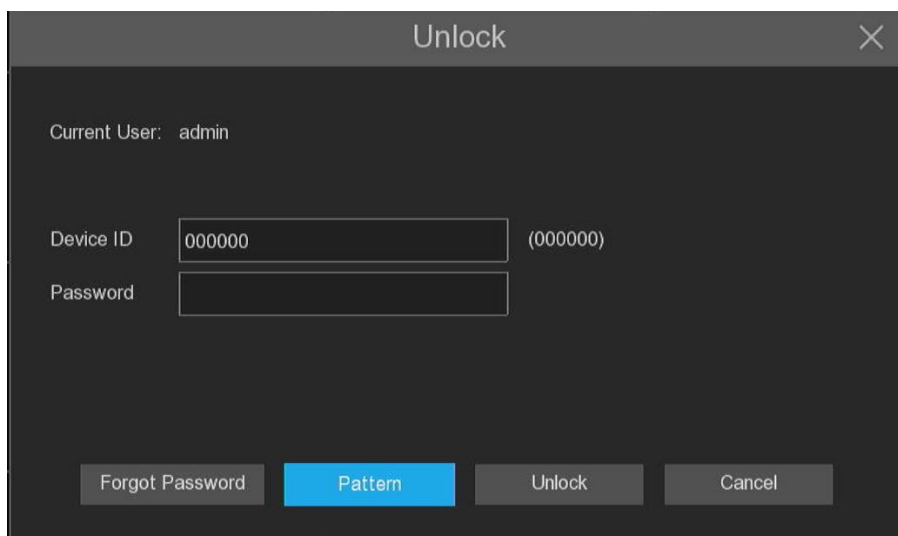 Unlock
Current User: admin
Device ID 000000 (000000)
Password
Forgot Password Pattern Unlock Cancel